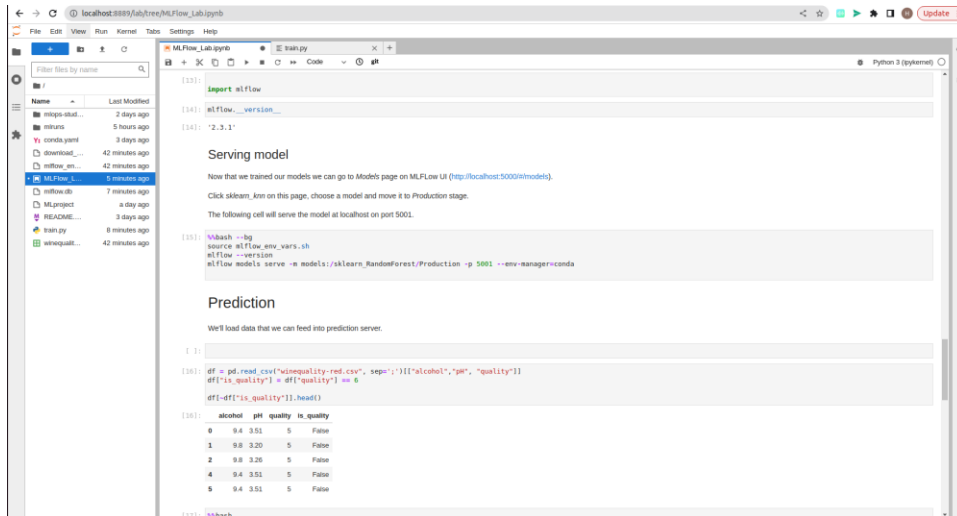 localhost:8889/lab/tree/MLFlow_Lab.ipynb
Update
File Edit View Run Kernel Tabs Settings Help
MLFlow_Lab.ipynb
train.py
Code
git
Python 3 (ipykernel)
Filter files by name
/
Name Last Modified
mlops-stud... 2 days ago
mlruns 5 hours ago
conda.yaml 3 days ago
download_... 42 minutes ago
mlflow_en... 42 minutes ago
MLFlow_L... 5 minutes ago
mlflow.db 7 minutes ago
MLproject a day ago
README.... 3 days ago
train.py 8 minutes ago
winequalit... 42 minutes ago
[13]:
import mlflow
[14]: mlflow.__version__
[14]: '2.3.1'
Serving model
Now that we trained our models we can go to Models page on MLFLow UI (http://localhost:5000/#/models).
Click sklearn_knn on this page, choose a model and move it to Production stage.
The following cell will serve the model at localhost on port 5001.
[15]: %%bash --bg
source mlflow_env_vars.sh
mlflow --version
mlflow models serve -m models:/sklearn_RandomForest/Production -p 5001 --env-manager=conda
Prediction
We'll load data that we can feed into prediction server.
[ ]:
[16]: df = pd.read_csv("winequality-red.csv", sep=';')[["alcohol","pH", "quality"]]
df["is_quality"] = df["quality"] == 6
df[~df["is_quality"]].head()
[16]: alcohol pH quality is_quality
0 9.4 3.51 5 False
1 9.8 3.20 5 False
2 9.8 3.26 5 False
4 9.4 3.51 5 False
5 9.4 3.51 5 False
[17]: %%bash